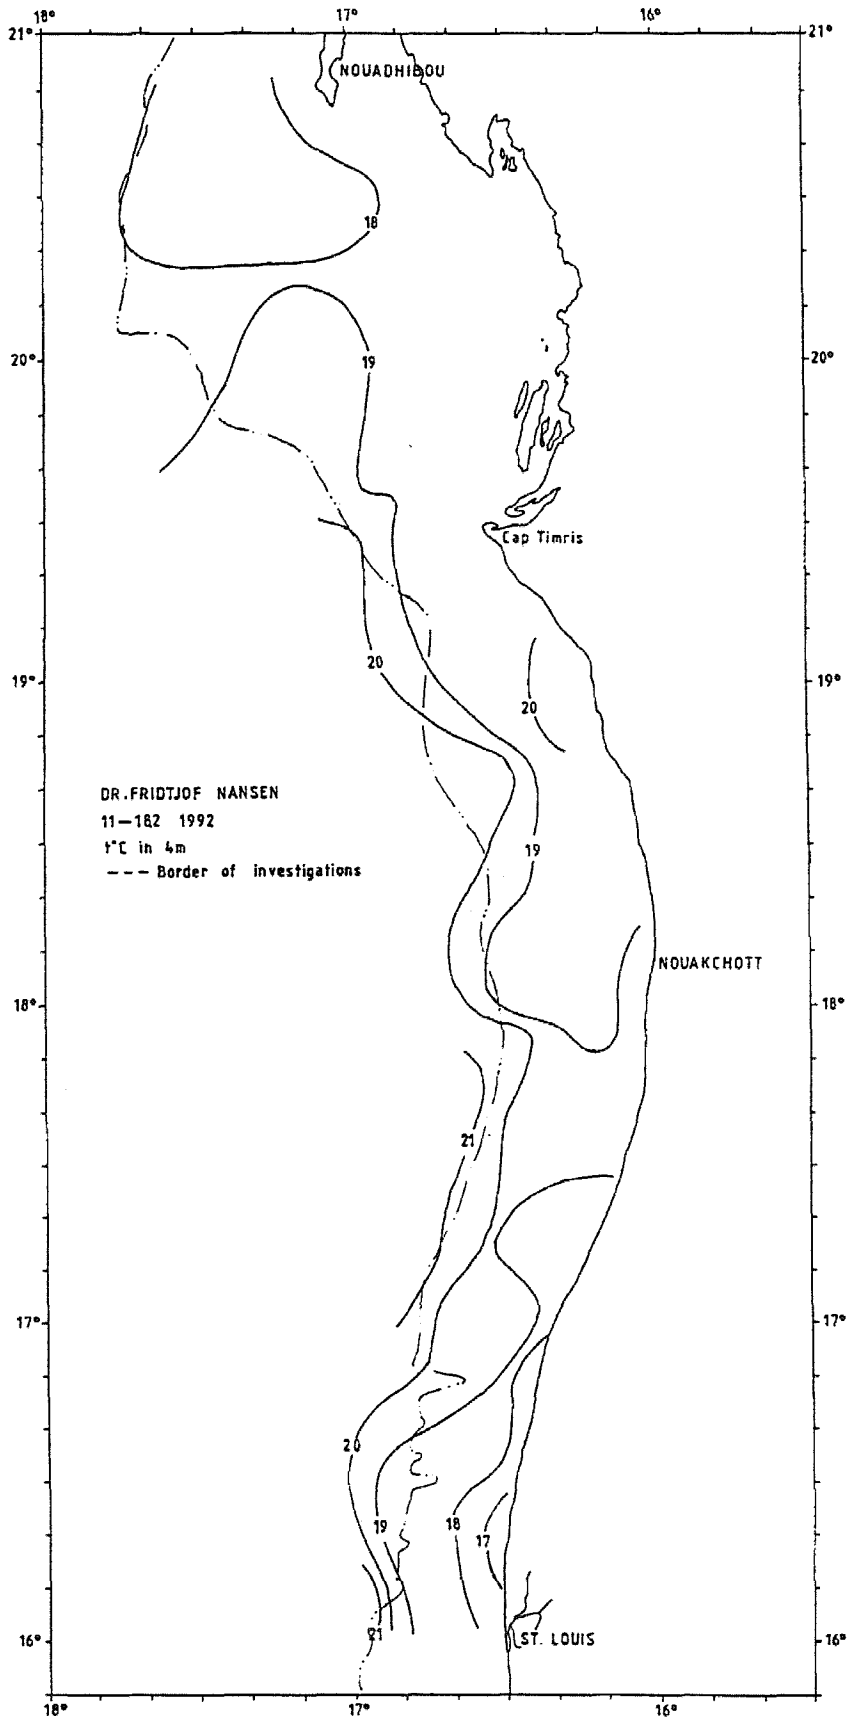 18° 17° 16°
21° 21°
NOUADHIBOU
18
19
20° 20°
Cap Timris
20
19° 19°
20
DR. FRIDTJOF NANSEN
11-18.2 1992
t°C in 4m
--- Border of investigations
19
NOUAKCHOTT
18° 18°
21
17° 17°
20
19
18
17
21
16° 16°
ST. LOUIS
18° 17° 16°